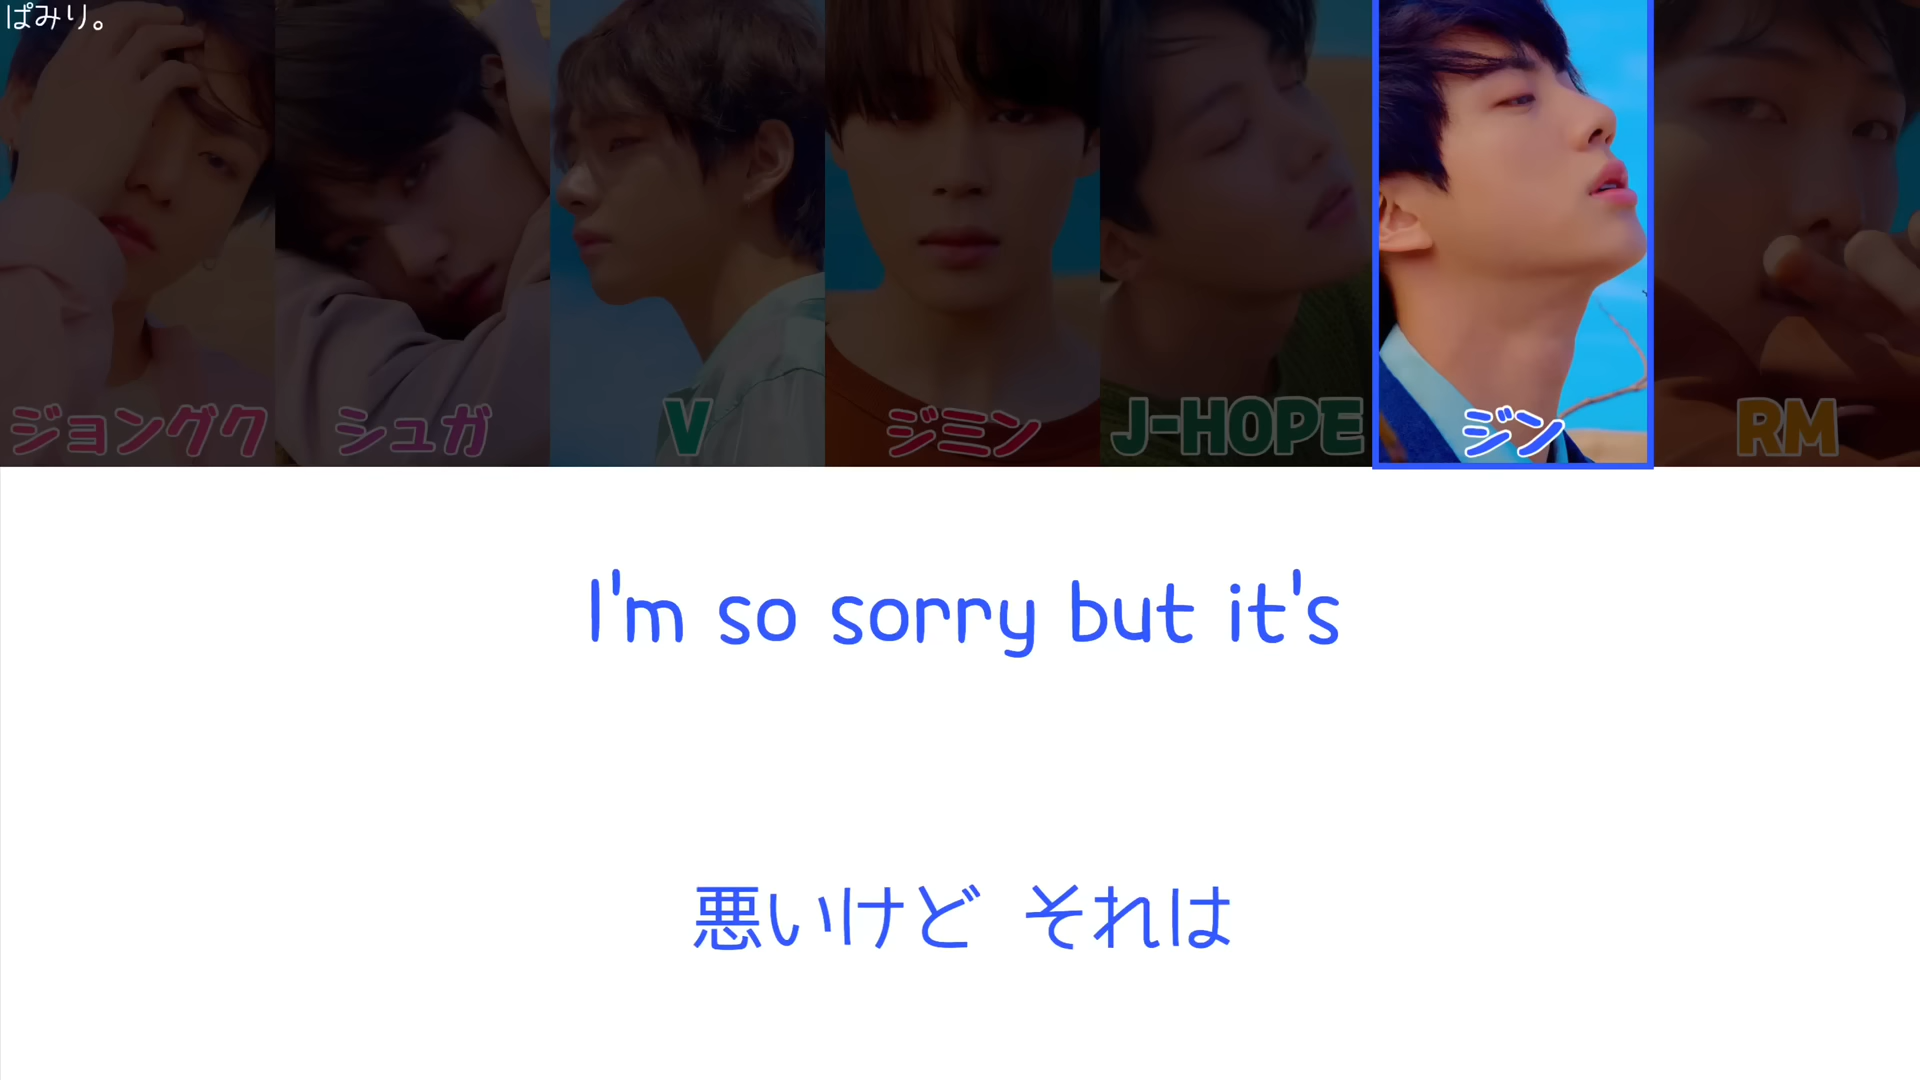 ぱみり。
ジョングク
シュガ
V
ジミン
J-HOPE
ジン
RM
I'm so sorry but it's
悪いけど それは